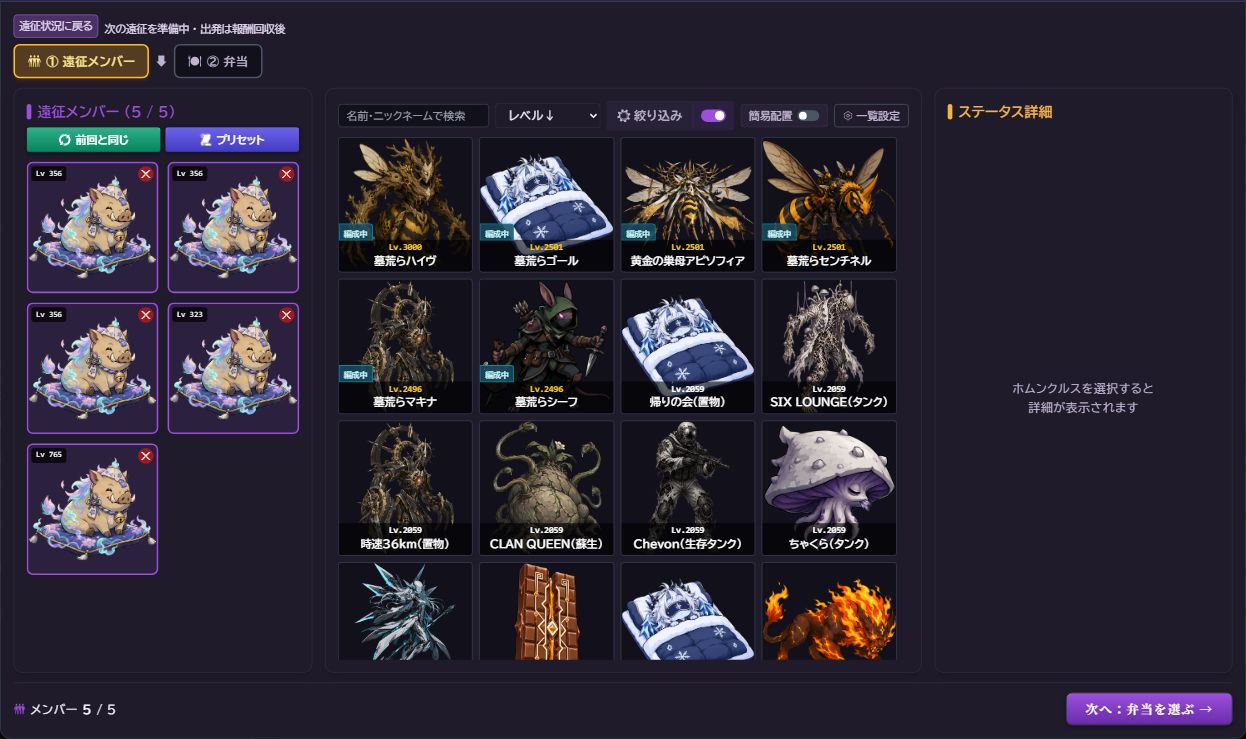 遠征状況に戻る 次の遠征を準備中・出発は報酬回収後
① 遠征メンバー ② 弁当
遠征メンバー (5 / 5)
前回と同じ プリセット
Lv 356
Lv 356
Lv 356
Lv 323
Lv 765
名前・ニックネームで検索 レベル↓ 絞り込み 簡易配置 一覧設定
編成中
Lv.3000
墓荒らハイヴ
編成中
Lv.2501
墓荒らゴール
編成中
Lv.2501
黄金の巣母アピソフィア
編成中
Lv.2501
墓荒らセンチネル
編成中
Lv.2496
墓荒らマキナ
編成中
Lv.2496
墓荒らシーフ
Lv.2059
帰りの会(置物)
Lv.2059
SIX LOUNGE(タンク)
Lv.2059
時速36km(置物)
Lv.2059
CLAN QUEEN(蘇生)
Lv.2059
Chevon(生存タンク)
Lv.2059
ちゃくら(タンク)
ステータス詳細
ホムンクルスを選択すると
詳細が表示されます
メンバー 5 / 5
次へ：弁当を選ぶ →